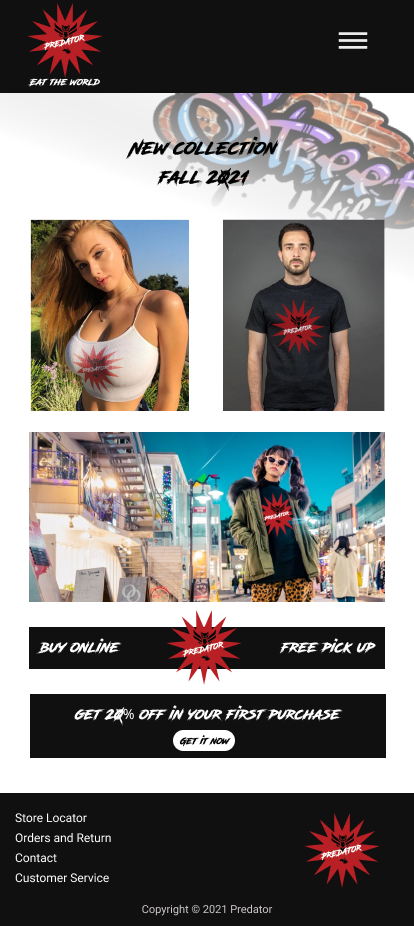 PREDATOR
EAT THE WORLD
Street
Life
NEW COLLECTION
FALL 2021
PREDATOR
PREDATOR
PREDATOR
BUY ONLINE
PREDATOR
FREE PICK UP
GET 20% OFF IN YOUR FIRST PURCHASE
GET IT NOW
Store Locator
Orders and Return
Contact
Customer Service
PREDATOR
Copyright © 2021 Predator